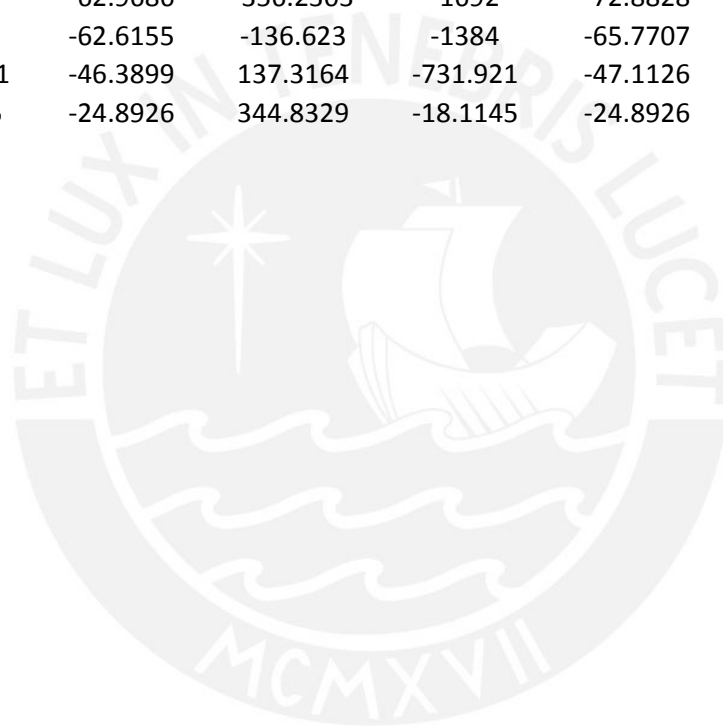 -62.6155 -136.623 -1384 -65.7707
1 -46.3899 137.3164 -731.921 -47.1126
-24.8926 344.8329 -18.1145 -24.8926
ET LUX IN TENEBRIS LUCET
MCMXVII